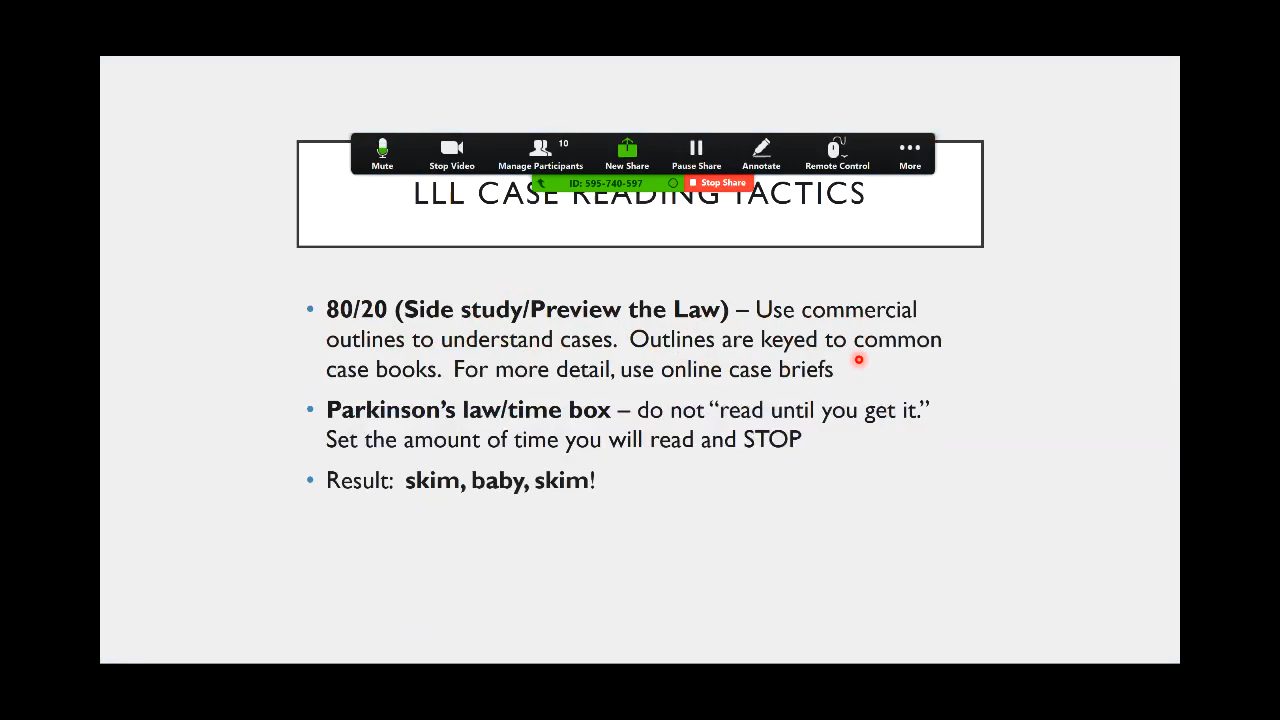 10
Mute Stop Video Manage Participants New Share Pause Share Annotate Remote Control More
ID: 595-740-597 Stop Share
LLL CASE READING TACTICS
• 80/20 (Side study/Preview the Law) – Use commercial
outlines to understand cases.  Outlines are keyed to common
case books.  For more detail, use online case briefs
• Parkinson's law/time box – do not “read until you get it.”
Set the amount of time you will read and STOP
• Result:  skim, baby, skim!